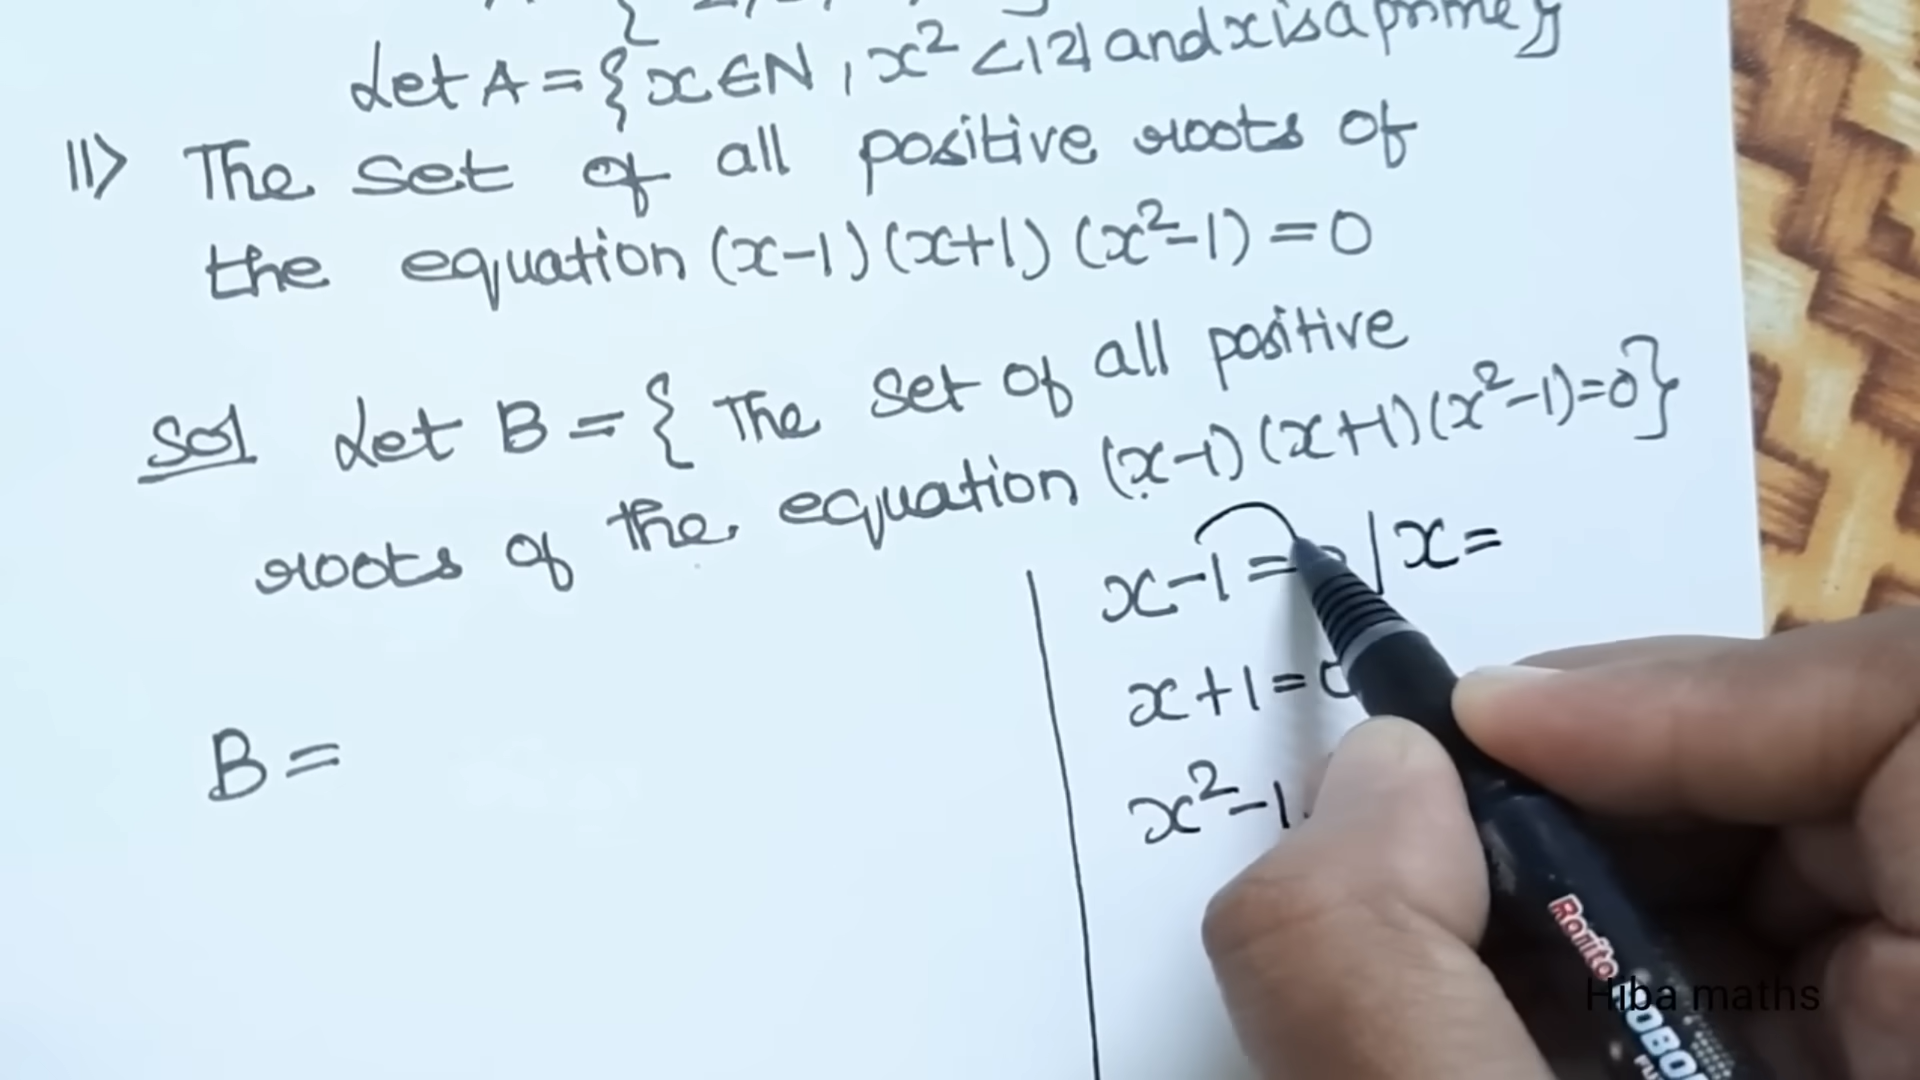 Let A = { x ∈ N , x² < 121 and x is a prime }
II> The set of all positive roots of
the equation (x-1) (x+1) (x²-1) = 0
Sol Let B = { The set of all positive
roots of the equation (x-1) (x+1) (x²-1)=0}
x-1= | x=
x+1=0
x²-1
B=
Rorito
Hiba maths